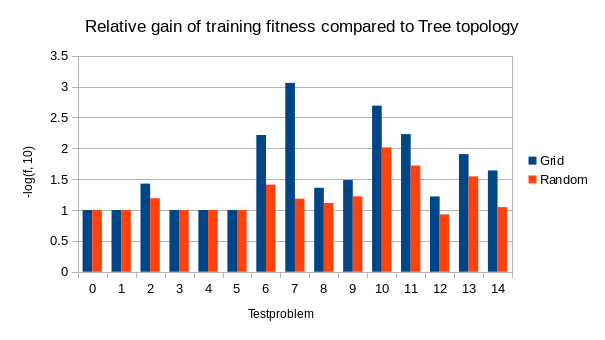 Relative gain of training fitness compared to Tree topology
3.5
3
2.5
2
1.5
1
0.5
0
-log(f, 10)
0 1 2 3 4 5 6 7 8 9 10 11 12 13 14
Testproblem
Grid
Random